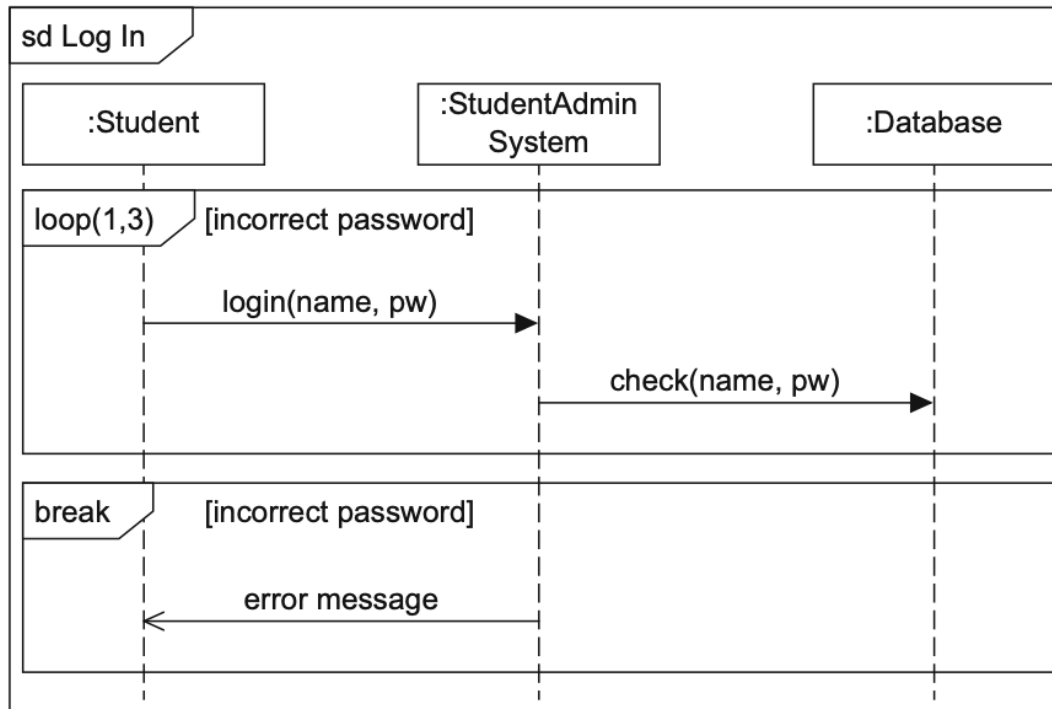 sd Log In
:Student
:StudentAdmin
System
:Database
loop(1,3)
[incorrect password]
login(name, pw)
check(name, pw)
break
[incorrect password]
error message